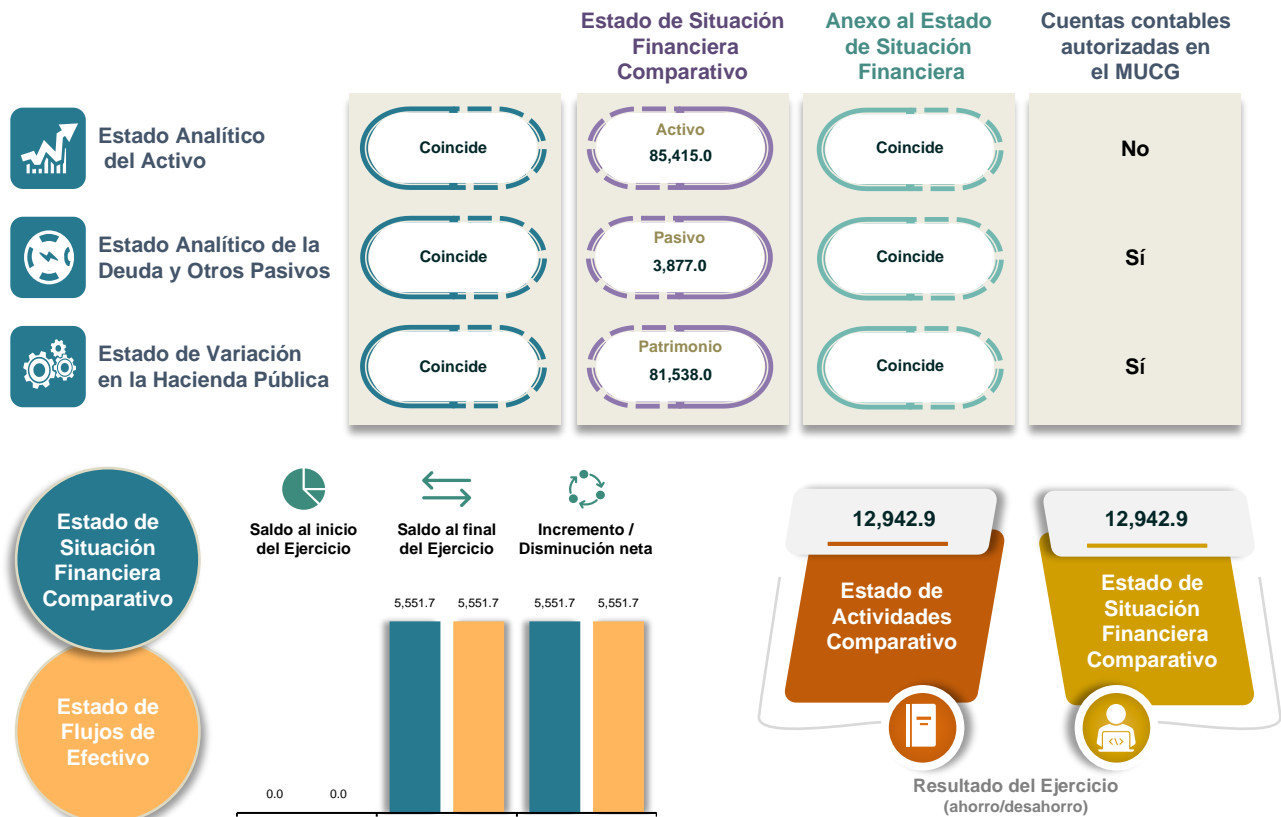 Estado de Situación
Financiera
Comparativo
Anexo al Estado
de Situación
Financiera
Cuentas contables
autorizadas en
el MUCG
Estado Analítico
del Activo
Coincide
Activo
85,415.0
Coincide
No
Estado Analítico de la
Deuda y Otros Pasivos
Coincide
Pasivo
3,877.0
Coincide
Sí
Estado de Variación
en la Hacienda Pública
Coincide
Patrimonio
81,538.0
Coincide
Sí
Estado de
Situación
Financiera
Comparativo
Estado de
Flujos de
Efectivo
Saldo al inicio
del Ejercicio
Saldo al final
del Ejercicio
Incremento /
Disminución neta
5,551.7 5,551.7 5,551.7 5,551.7
0.0 0.0
12,942.9
Estado de
Actividades
Comparativo
12,942.9
Estado de
Situación
Financiera
Comparativo
Resultado del Ejercicio
(ahorro/desahorro)